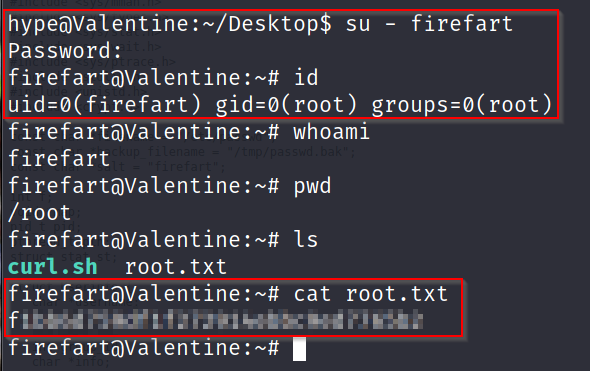 hype@Valentine:~/Desktop$ su - firefart
Password:
firefart@Valentine:~# id
uid=0(firefart) gid=0(root) groups=0(root)
firefart@Valentine:~# whoami
firefart
firefart@Valentine:~# pwd
/root
firefart@Valentine:~# ls
curl.sh root.txt
firefart@Valentine:~# cat root.txt
firefart@Valentine:~#